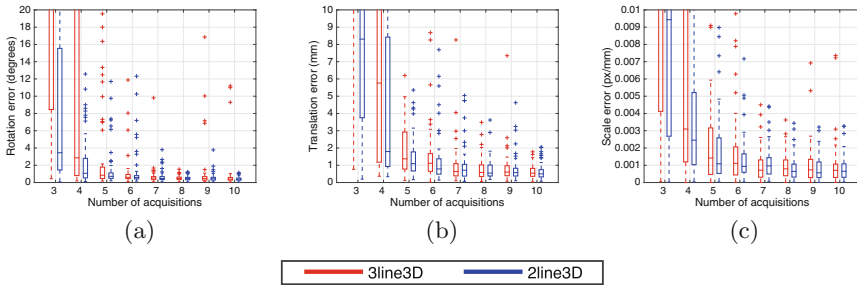 Rotation error (degrees)
20
18
16
14
12
10
8
6
4
2
0
3 4 5 6 7 8 9 10
Number of acquisitions
(a)
Translation error (mm)
10
9
8
7
6
5
4
3
2
1
0
3 4 5 6 7 8 9 10
Number of acquisitions
(b)
Scale error (px/mm)
0.01
0.009
0.008
0.007
0.006
0.005
0.004
0.003
0.002
0.001
0
3 4 5 6 7 8 9 10
Number of acquisitions
(c)
3line3D 2line3D